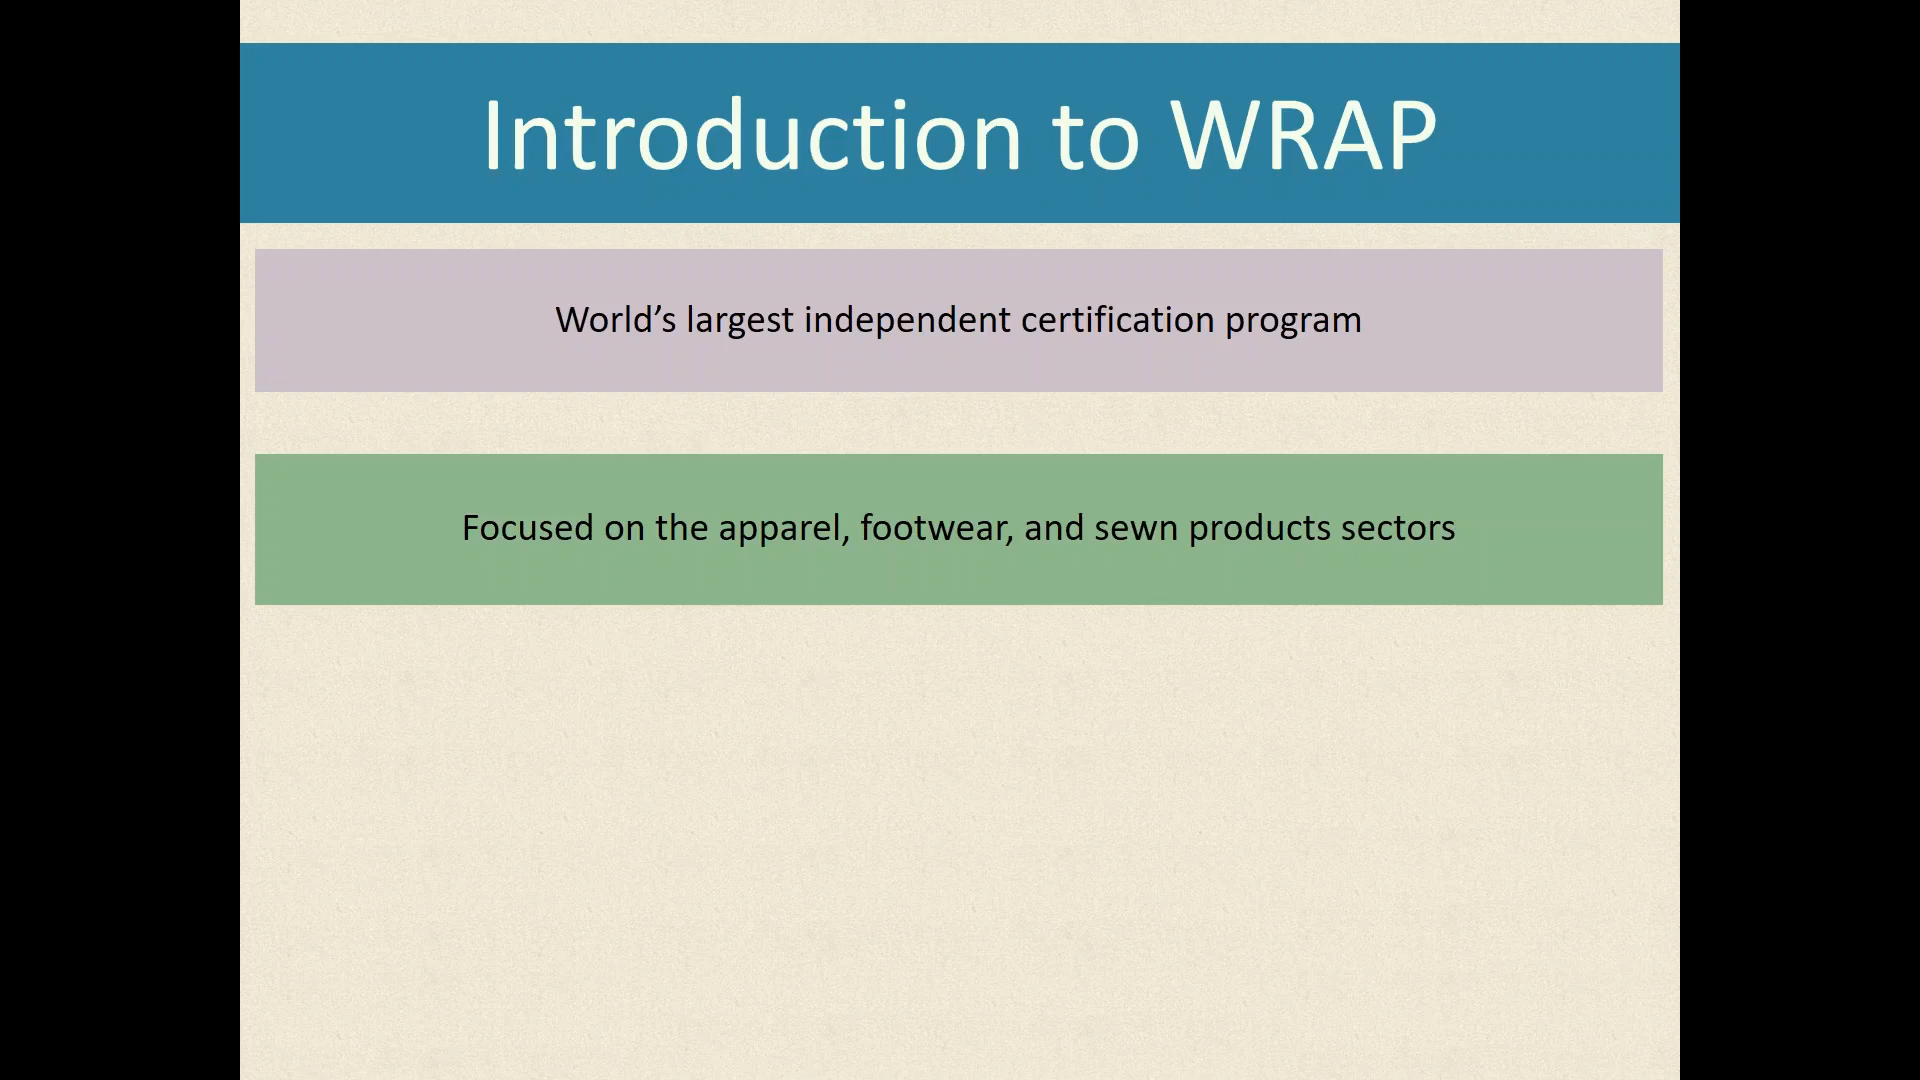 Introduction to WRAP
World’s largest independent certification program
Focused on the apparel, footwear, and sewn products sectors